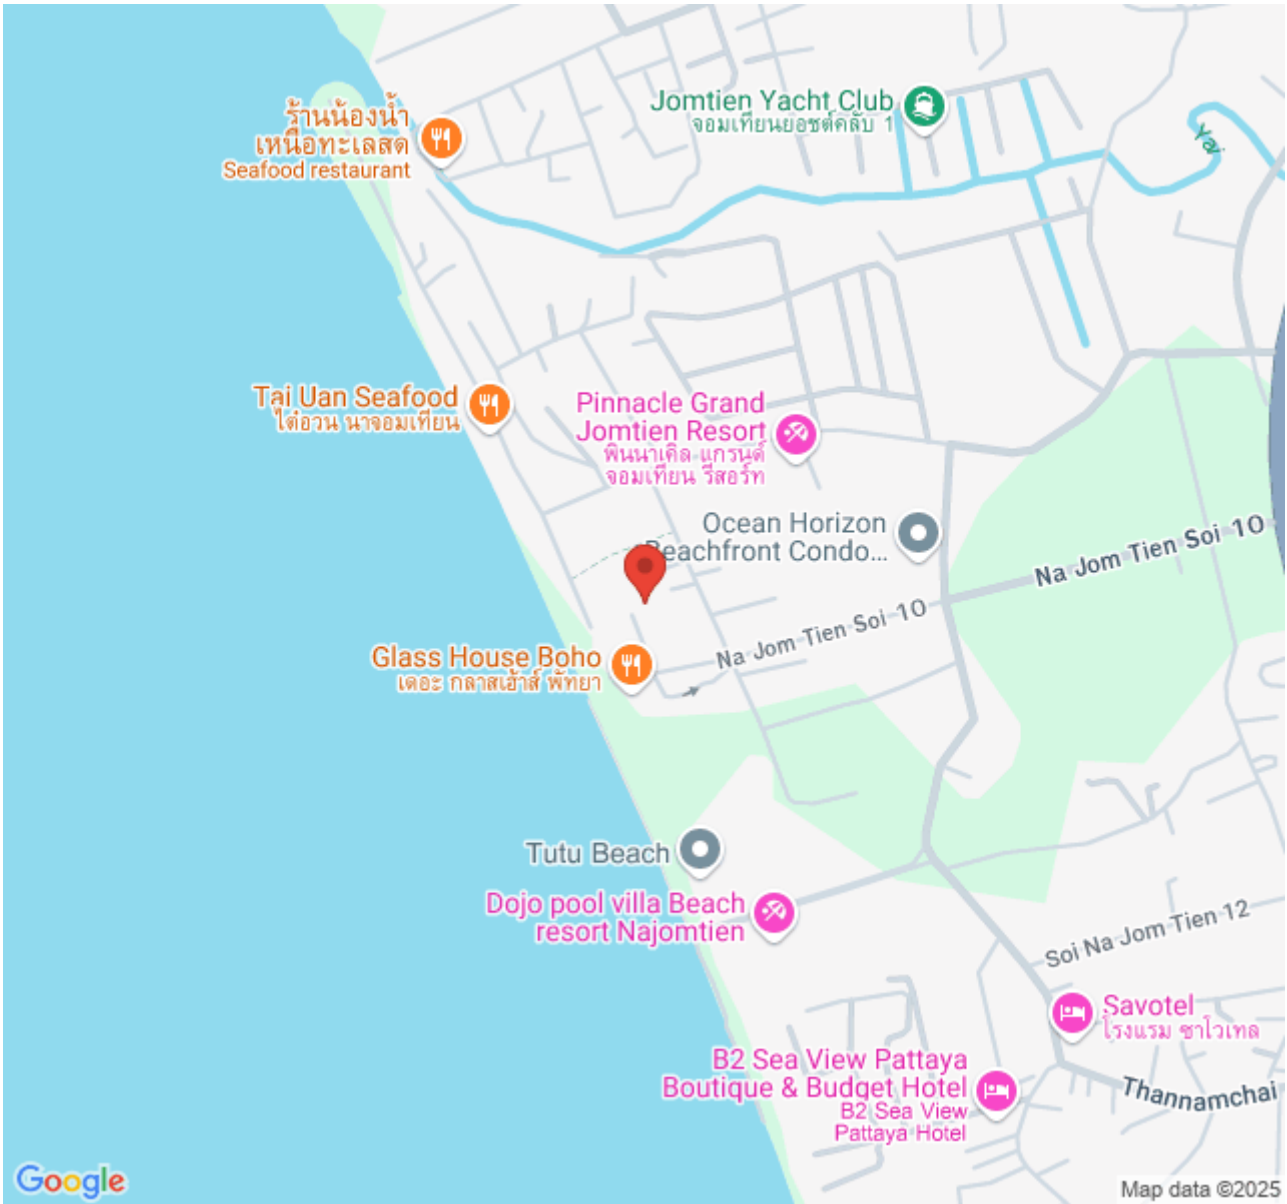 Jomtien Yacht Club
จอมเทียนยอชต์คลับ 1
Yai
ร้านน้องน้ำ
เหนือทะเลสด
Seafood restaurant
Tai Uan Seafood
ไต๋อวน นาจอมเทียน
Pinnacle Grand
Jomtien Resort
พินนาเคิล แกรนด์
จอมเทียน รีสอร์ท
Ocean Horizon
Beachfront Condo...
Na Jom Tien Soi 10
Na Jom Tien Soi 10
Glass House Boho
เดอะ กลาสเฮ้าส์ พัทยา
Tutu Beach
Dojo pool villa Beach
resort Najomtien
Soi Na Jom Tien 12
Savotel
โรงแรม ซาโวเทล
B2 Sea View Pattaya
Boutique & Budget Hotel
B2 Sea View
Pattaya Hotel
Thannamchai
Google
Map data ©2025